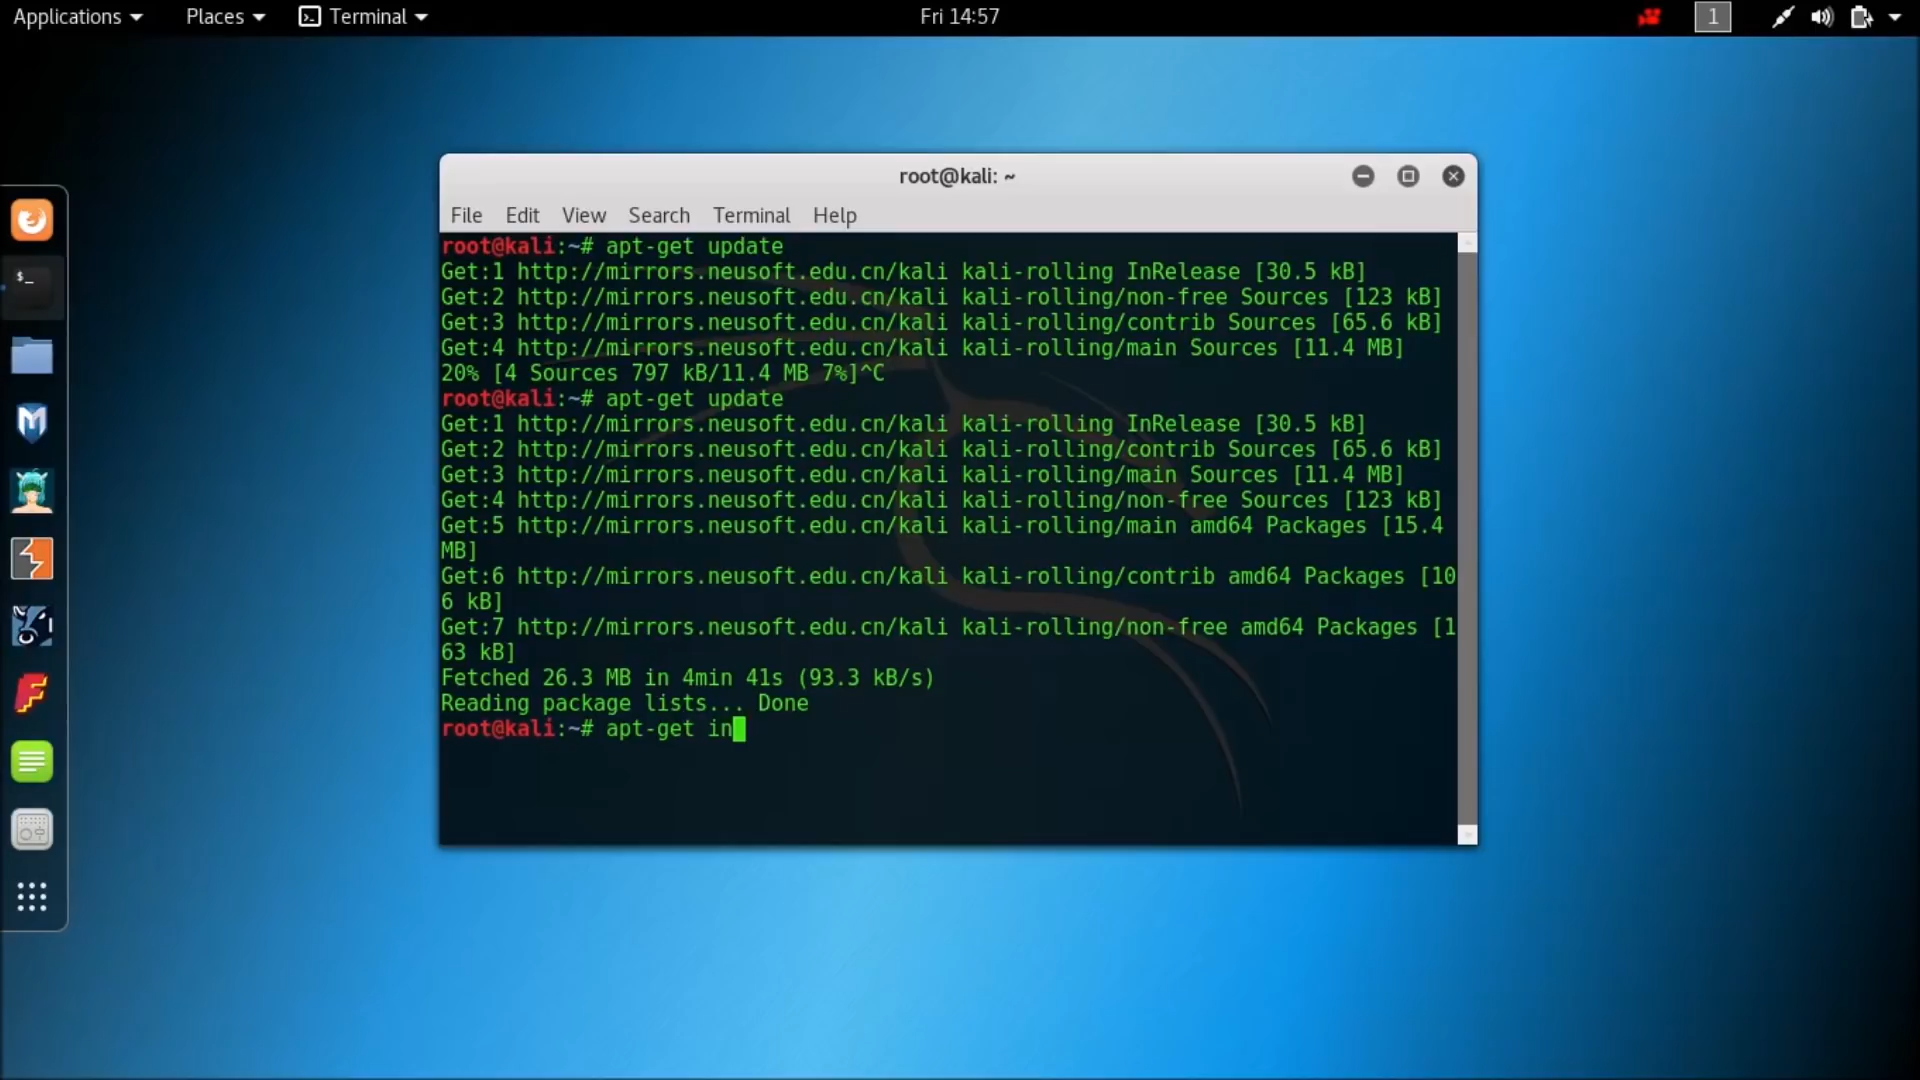 Applications Places Terminal Fri 14:57 1
root@kali: ~
File Edit View Search Terminal Help
root@kali:~# apt-get update
Get:1 http://mirrors.neusoft.edu.cn/kali kali-rolling InRelease [30.5 kB]
Get:2 http://mirrors.neusoft.edu.cn/kali kali-rolling/non-free Sources [123 kB]
Get:3 http://mirrors.neusoft.edu.cn/kali kali-rolling/contrib Sources [65.6 kB]
Get:4 http://mirrors.neusoft.edu.cn/kali kali-rolling/main Sources [11.4 MB]
20% [4 Sources 797 kB/11.4 MB 7%]^C
root@kali:~# apt-get update
Get:1 http://mirrors.neusoft.edu.cn/kali kali-rolling InRelease [30.5 kB]
Get:2 http://mirrors.neusoft.edu.cn/kali kali-rolling/contrib Sources [65.6 kB]
Get:3 http://mirrors.neusoft.edu.cn/kali kali-rolling/main Sources [11.4 MB]
Get:4 http://mirrors.neusoft.edu.cn/kali kali-rolling/non-free Sources [123 kB]
Get:5 http://mirrors.neusoft.edu.cn/kali kali-rolling/main amd64 Packages [15.4
MB]
Get:6 http://mirrors.neusoft.edu.cn/kali kali-rolling/contrib amd64 Packages [10
6 kB]
Get:7 http://mirrors.neusoft.edu.cn/kali kali-rolling/non-free amd64 Packages [1
63 kB]
Fetched 26.3 MB in 4min 41s (93.3 kB/s)
Reading package lists... Done
root@kali:~# apt-get in